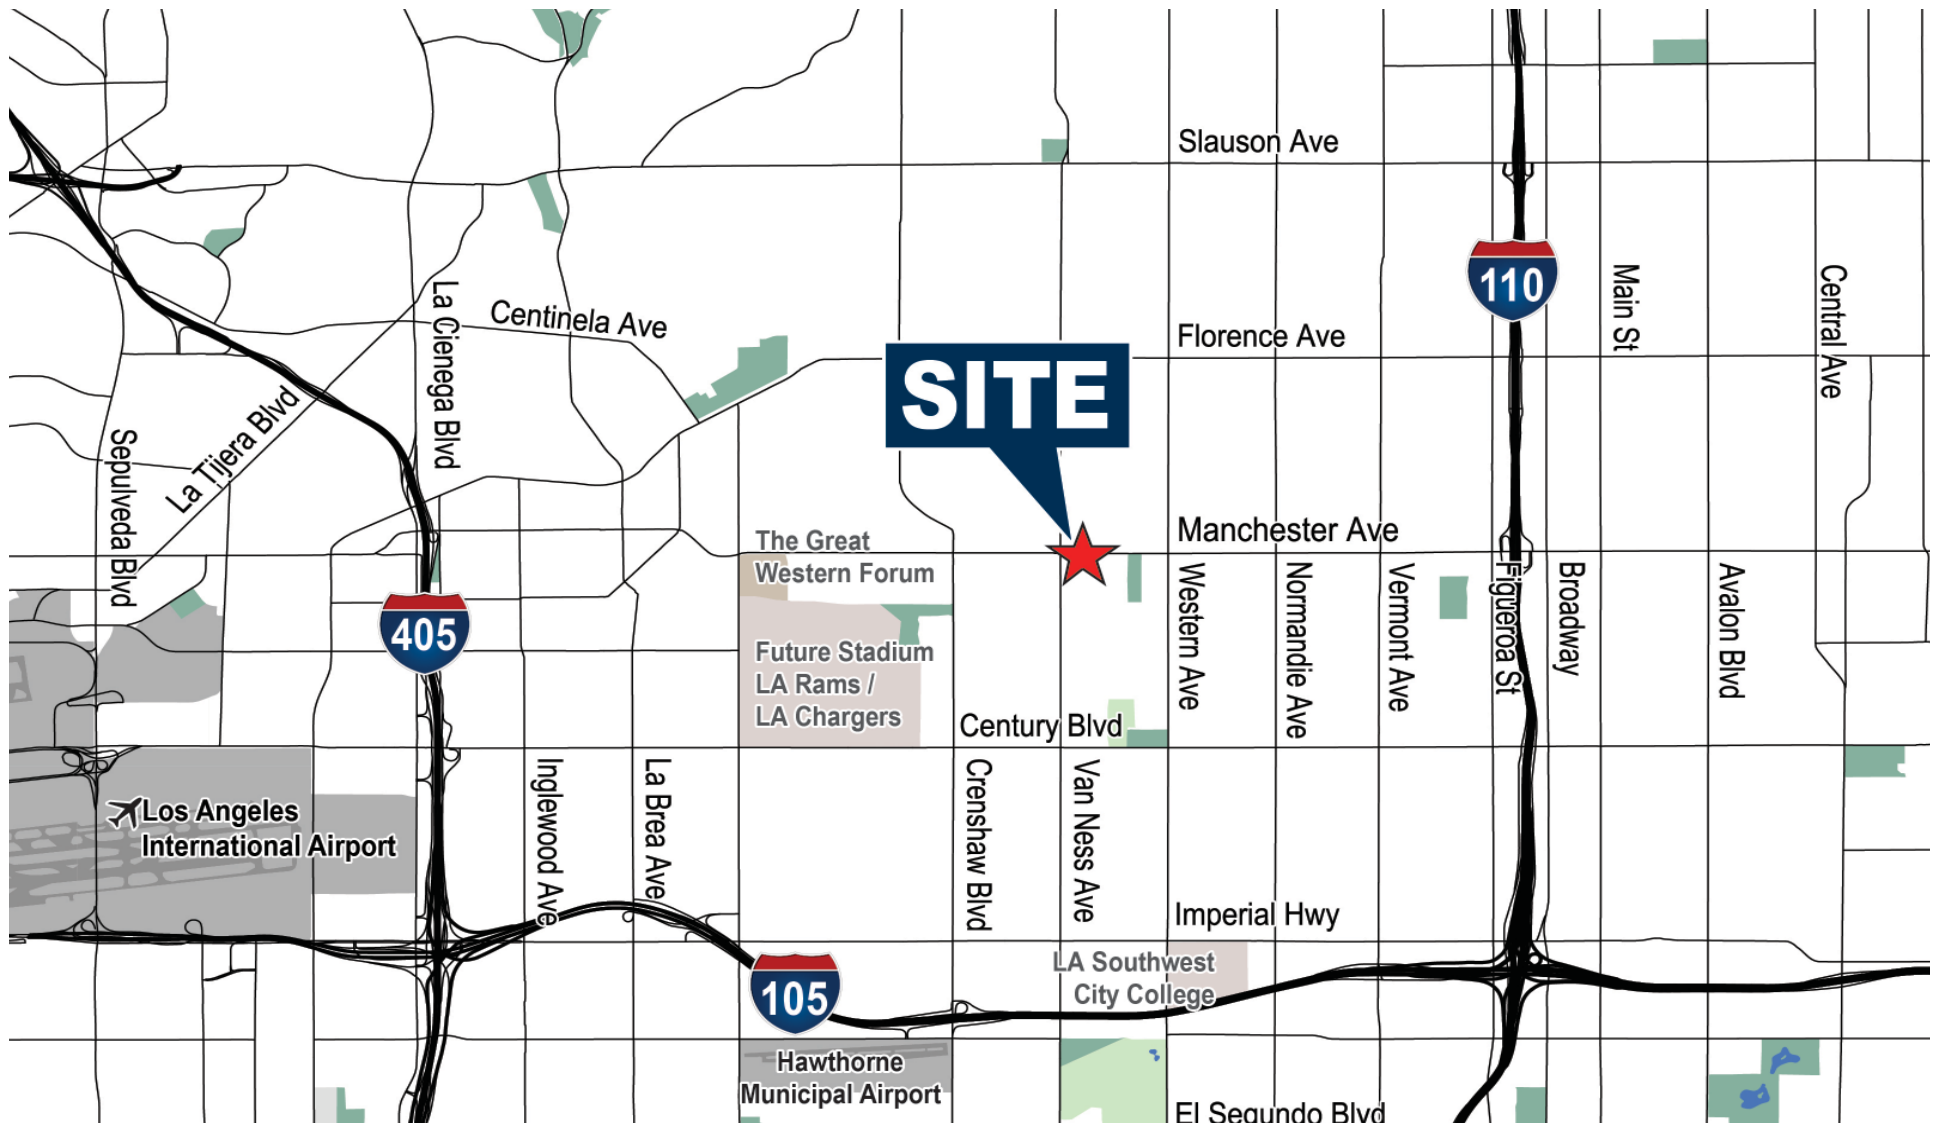 Slauson Ave
110
Main St
Central Ave
La Cienega Blvd
Centinela Ave
Florence Ave
SITE
La Tijera Blvd
Sepulveda Blvd
Manchester Ave
The Great
Western Forum
405
Western Ave
Normandie Ave
Vermont Ave
Figueroa St
Broadway
Avalon Blvd
Future Stadium
LA Rams /
LA Chargers
Century Blvd
Inglewood Ave
La Brea Ave
Crenshaw Blvd
Van Ness Ave
Los Angeles
International Airport
Imperial Hwy
LA Southwest
City College
105
Hawthorne
Municipal Airport
El Segundo Blvd